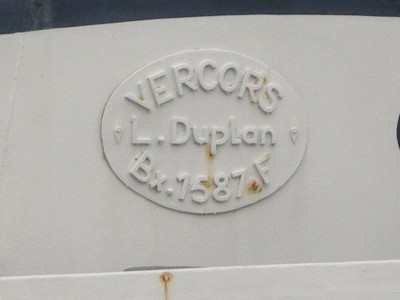 VERCORS
L. Duplan
Bx.1587.F